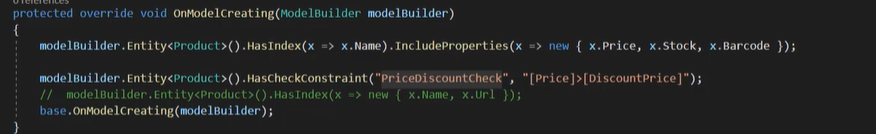 0 references
protected override void OnModelCreating(ModelBuilder modelBuilder)
{
modelBuilder.Entity<Product>().HasIndex(x => x.Name).IncludeProperties(x => new { x.Price, x.Stock, x.Barcode });
modelBuilder.Entity<Product>().HasCheckConstraint("PriceDiscountCheck", "[Price]>[DiscountPrice]");
// modelBuilder.Entity<Product>().HasIndex(x => new { x.Name, x.Url });
base.OnModelCreating(modelBuilder);
}